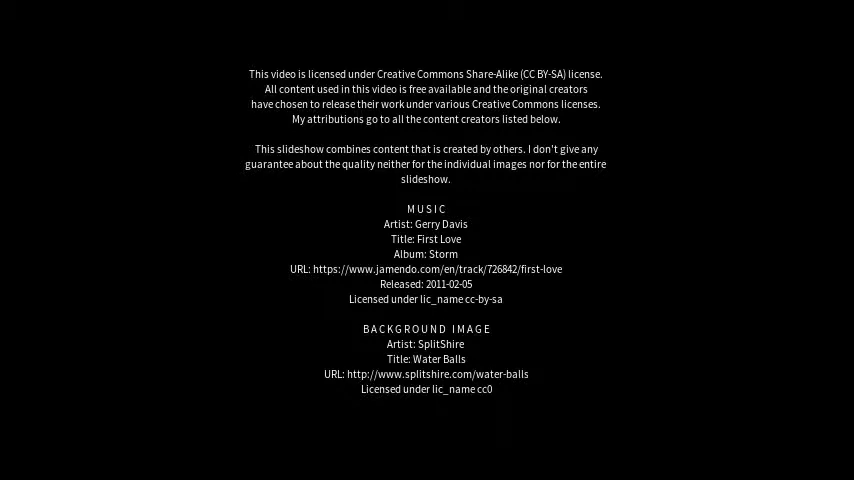 This video is licensed under Creative Commons Share-Alike (CC BY-SA) license.
All content used in this video is free available and the original creators
have chosen to release their work under various Creative Commons licenses.
My attributions go to all the content creators listed below.
This slideshow combines content that is created by others. I don't give any
guarantee about the quality neither for the individual images nor for the entire
slideshow.
MUSIC
Artist: Gerry Davis
Title: First Love
Album: Storm
URL: https://www.jamendo.com/en/track/726842/first-love
Released: 2011-02-05
Licensed under lic_name cc-by-sa
BACKGROUND IMAGE
Artist: SplitShire
Title: Water Balls
URL: http://www.splitshire.com/water-balls
Licensed under lic_name cc0